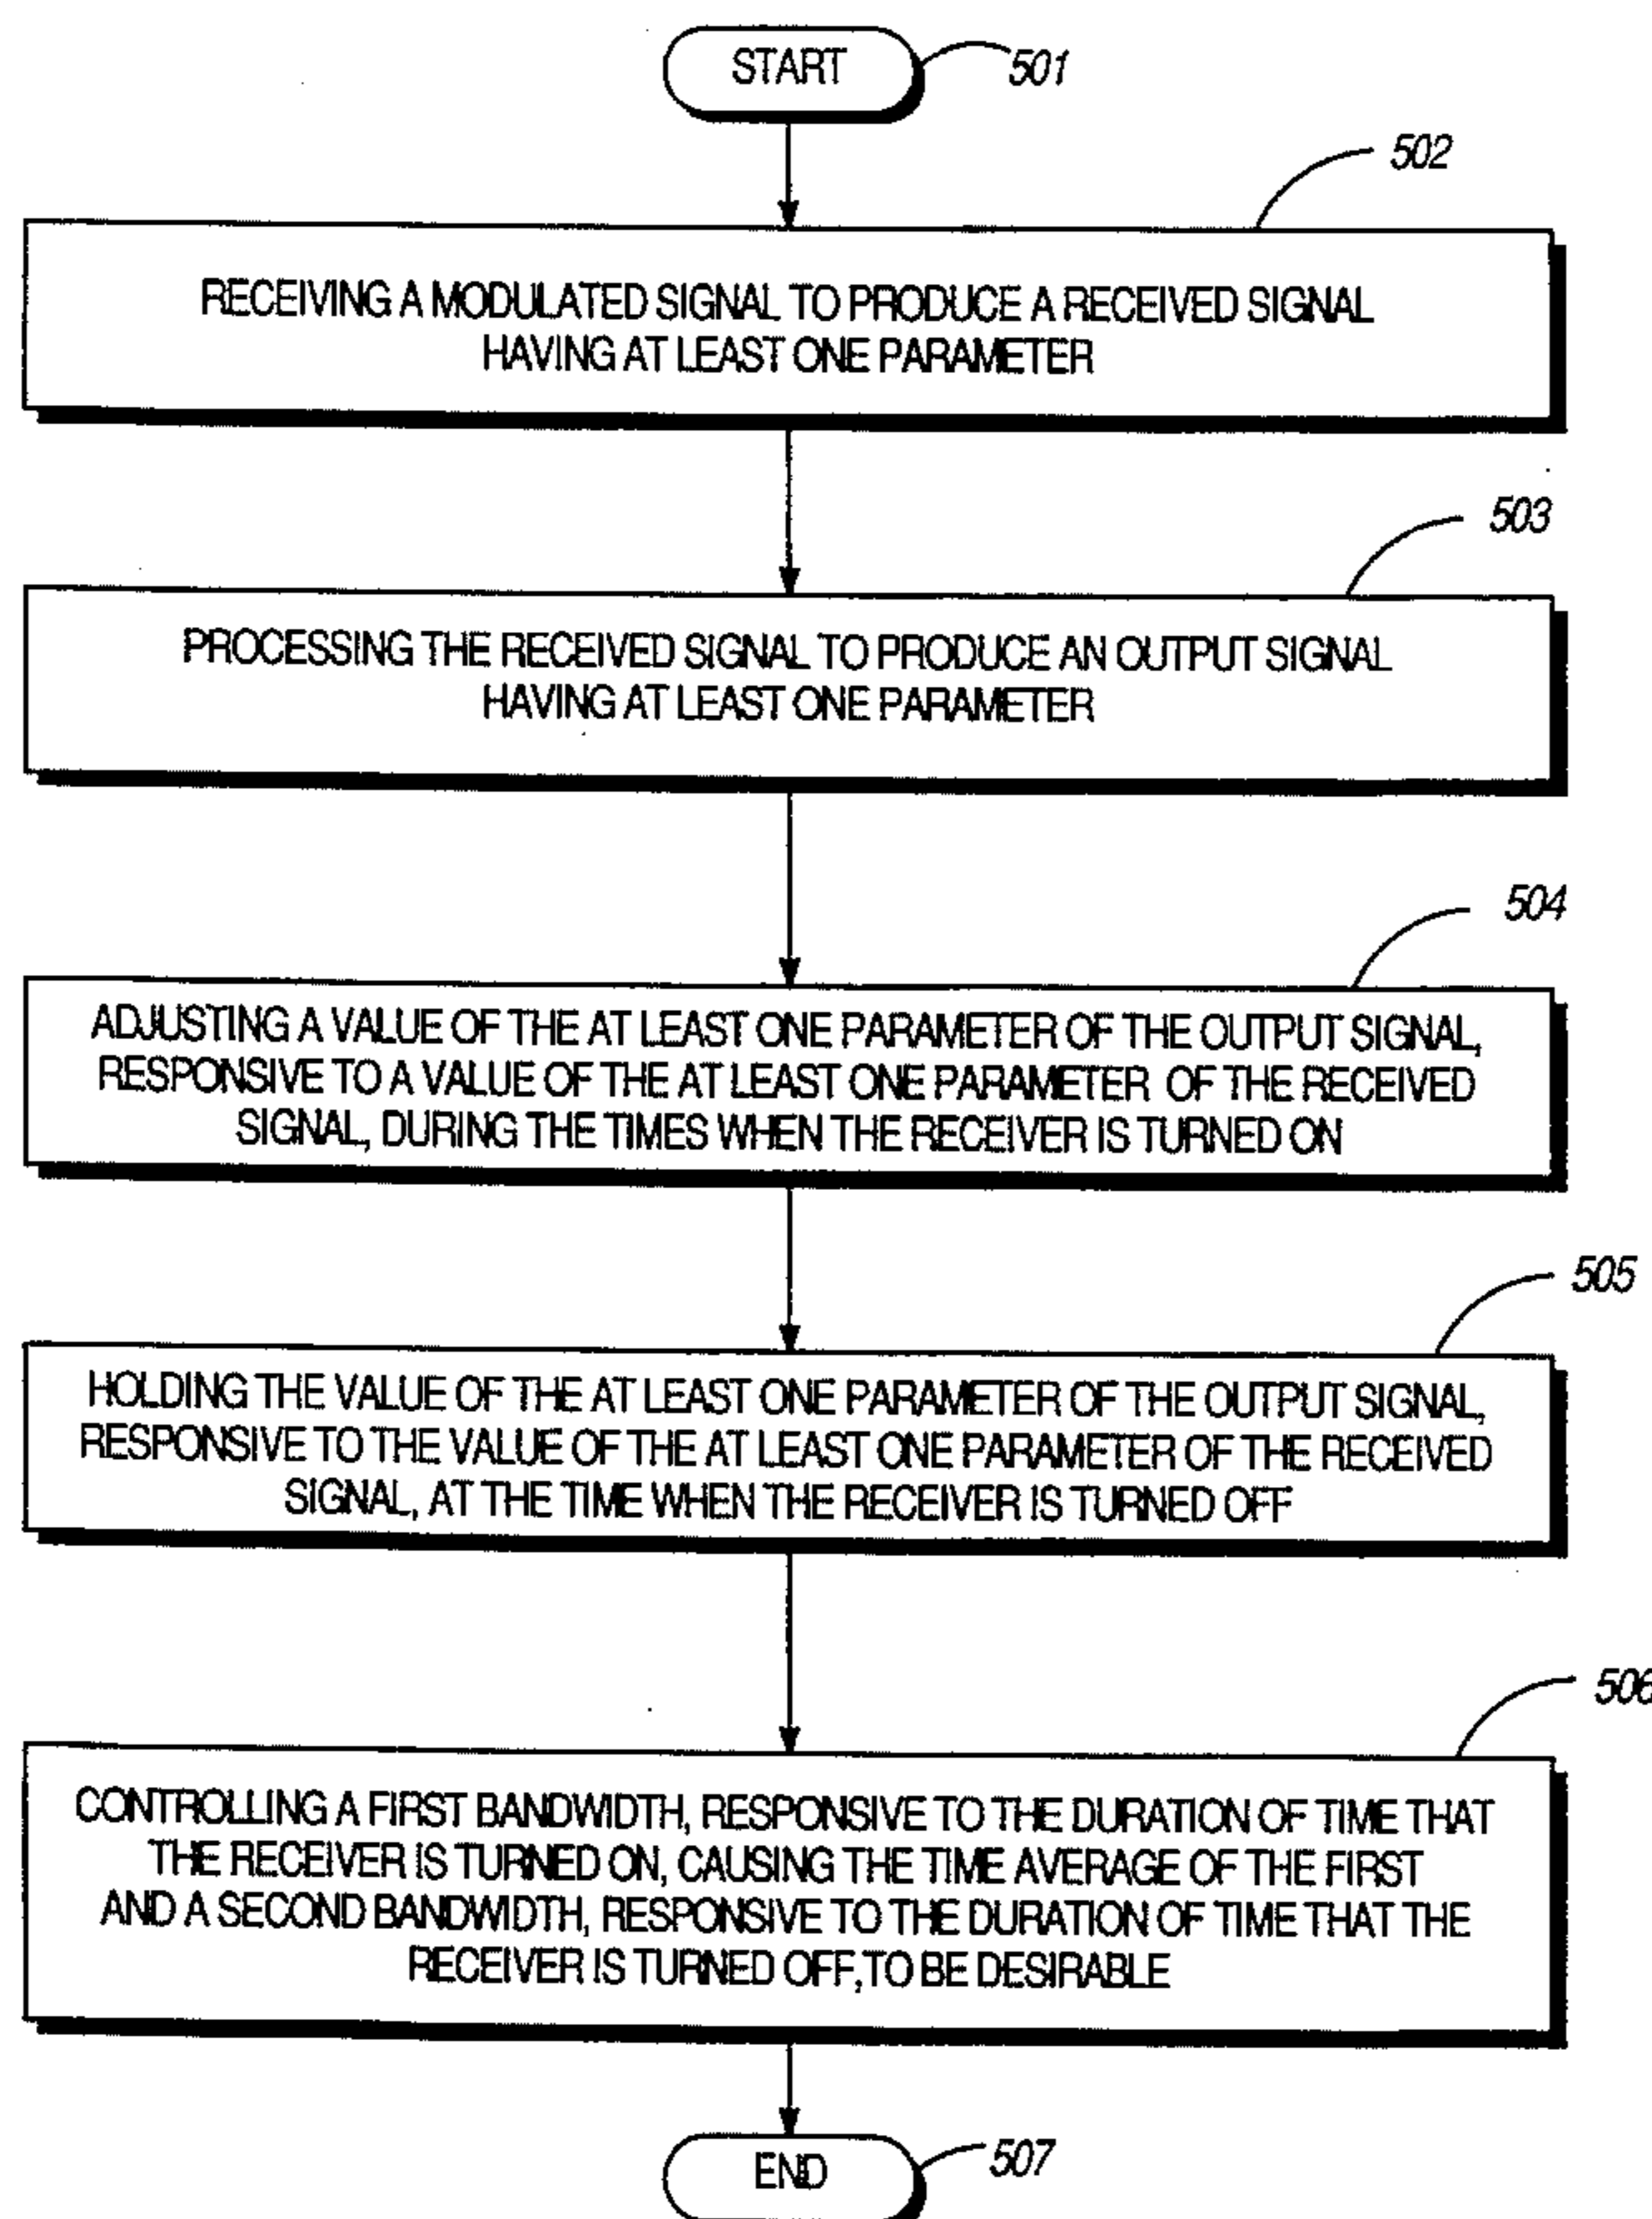 START
501
502
RECEIVING A MODULATED SIGNAL TO PRODUCE A RECEIVED SIGNAL
HAVING AT LEAST ONE PARAMETER
503
PROCESSING THE RECEIVED SIGNAL TO PRODUCE AN OUTPUT SIGNAL
HAVING AT LEAST ONE PARAMETER
504
ADJUSTING A VALUE OF THE AT LEAST ONE PARAMETER OF THE OUTPUT SIGNAL,
RESPONSIVE TO A VALUE OF THE AT LEAST ONE PARAMETER OF THE RECEIVED
SIGNAL, DURING THE TIMES WHEN THE RECEIVER IS TURNED ON
505
HOLDING THE VALUE OF THE AT LEAST ONE PARAMETER OF THE OUTPUT SIGNAL,
RESPONSIVE TO THE VALUE OF THE AT LEAST ONE PARAMETER OF THE RECEIVED
SIGNAL, AT THE TIME WHEN THE RECEIVER IS TURNED OFF
506
CONTROLLING A FIRST BANDWIDTH, RESPONSIVE TO THE DURATION OF TIME THAT
THE RECEIVER IS TURNED ON, CAUSING THE TIME AVERAGE OF THE FIRST
AND A SECOND BANDWIDTH, RESPONSIVE TO THE DURATION OF TIME THAT THE
RECEIVER IS TURNED OFF, TO BE DESIRABLE
END
507